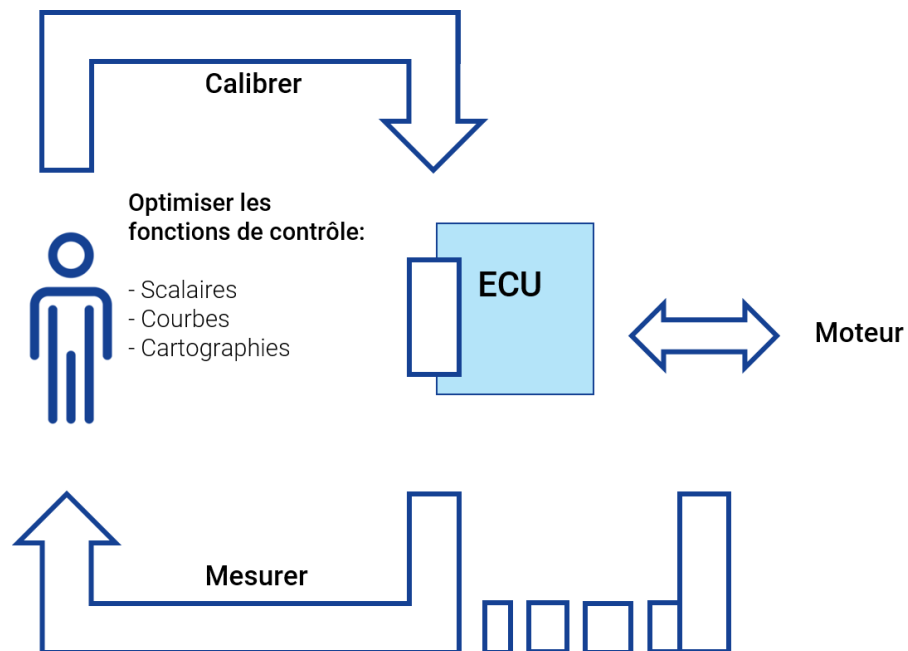 Calibrer
Optimiser les
fonctions de contrôle:
- Scalaires
- Courbes
- Cartographies
ECU
Moteur
Mesurer